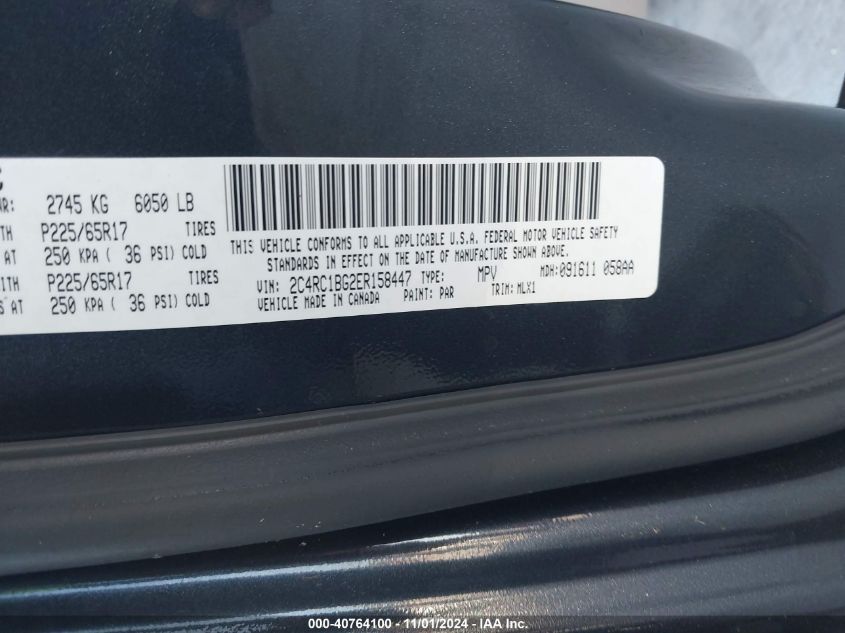 2745 KG 6050 LB
P225/65R17 TIRES
250 KPA ( 36 PSI) COLD
P225/65R17 TIRES
250 KPA ( 36 PSI) COLD
THIS VEHICLE CONFORMS TO ALL APPLICABLE U.S.A. FEDERAL MOTOR VEHICLE SAFETY
STANDARDS IN EFFECT ON THE DATE OF MANUFACTURE SHOWN ABOVE.
VIN: 2C4RC1BG2ER158447 TYPE: MPV MDH:091611 058AA
VEHICLE MADE IN CANADA PAINT: PAR TRIM: MLX1
000-40764100 - 11/01/2024 - IAA Inc.